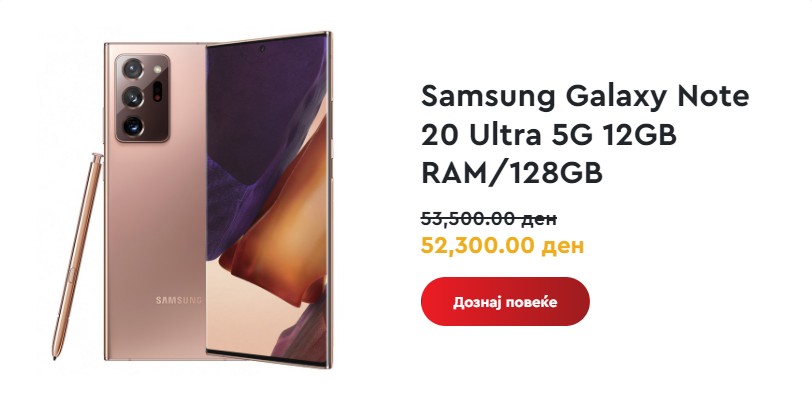 SAMSUNG
Samsung Galaxy Note
20 Ultra 5G 12GB
RAM/128GB
53,500.00 ден
52,300.00 ден
Дознај повеќе